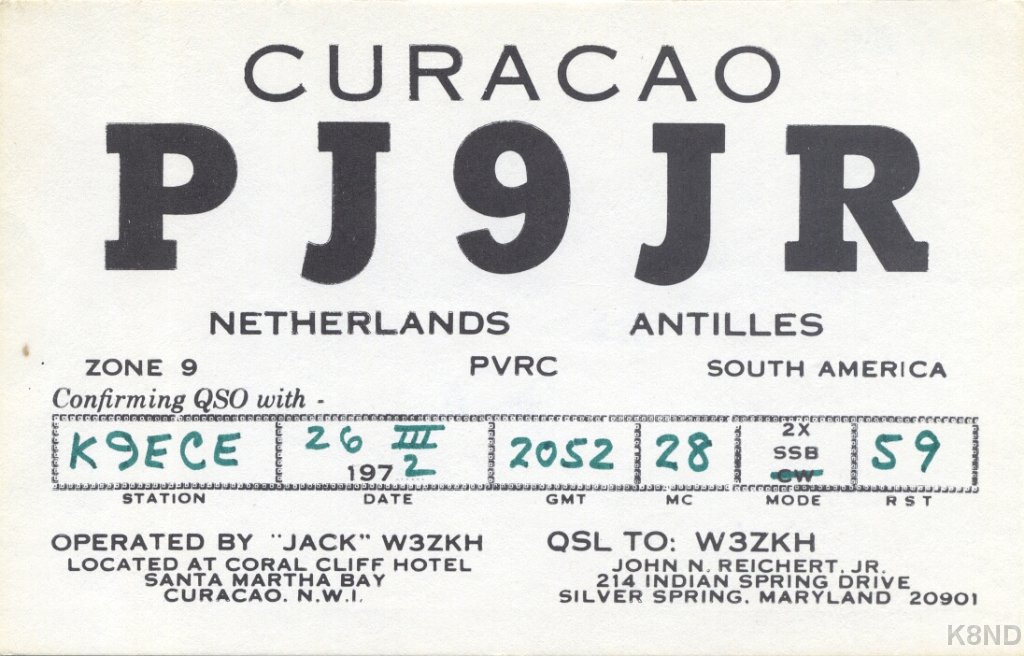 CURACAO
PJ9JR
NETHERLANDS ANTILLES
ZONE 9 PVRC SOUTH AMERICA
Confirming QSO with -
K9ECE 26 III 1972 2052 28 2X SSB CW 59
STATION DATE GMT MC MODE RST
OPERATED BY "JACK" W3ZKH
LOCATED AT CORAL CLIFF HOTEL
SANTA MARTHA BAY
CURACAO. N.W.I.
QSL TO: W3ZKH
JOHN N. REICHERT. JR.
214 INDIAN SPRING DRIVE
SILVER SPRING. MARYLAND 20901
K8ND